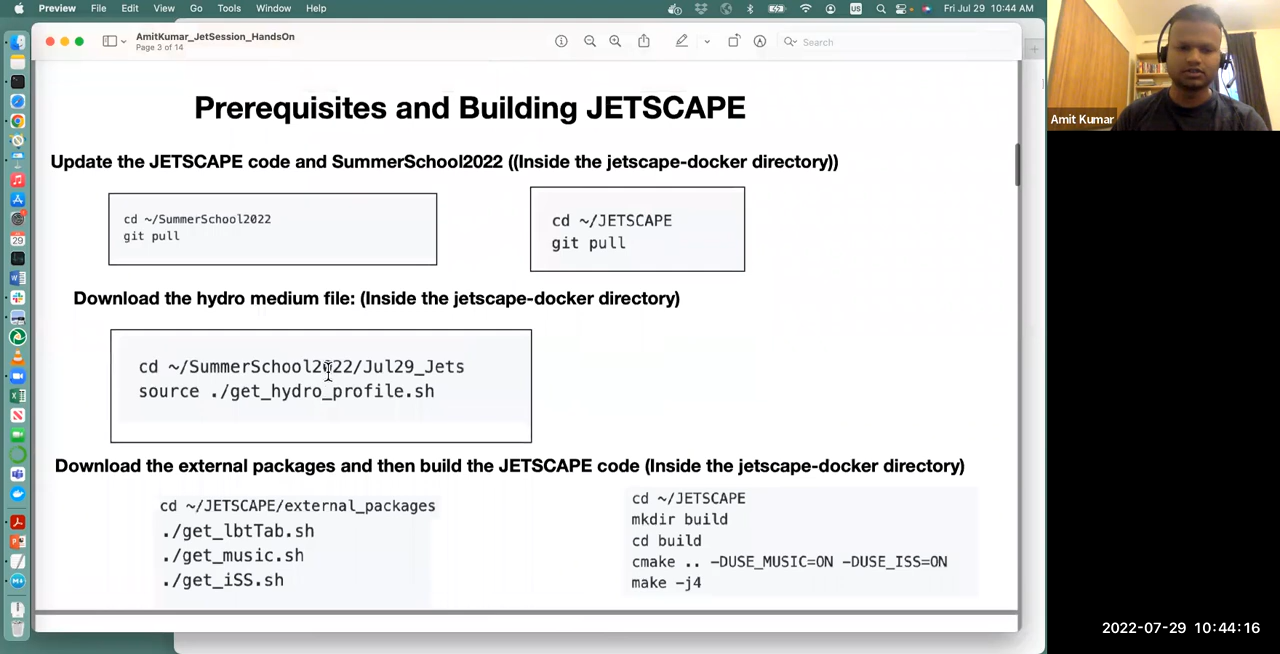 Preview File Edit View Go Tools Window Help
US
Fri Jul 29 10:44 AM
AmitKumar_JetSession_HandsOn
Page 3 of 14
Search
Prerequisites and Building JETSCAPE
Update the JETSCAPE code and SummerSchool2022 ((Inside the jetscape-docker directory))
cd ~/SummerSchool2022
git pull
cd ~/JETSCAPE
git pull
Download the hydro medium file: (Inside the jetscape-docker directory)
cd ~/SummerSchool2022/Jul29_Jets
source ./get_hydro_profile.sh
Download the external packages and then build the JETSCAPE code (Inside the jetscape-docker directory)
cd ~/JETSCAPE/external_packages
./get_lbtTab.sh
./get_music.sh
./get_iSS.sh
cd ~/JETSCAPE
mkdir build
cd build
cmake .. -DUSE_MUSIC=ON -DUSE_ISS=ON
make -j4
Amit Kumar
2022-07-29 10:44:16